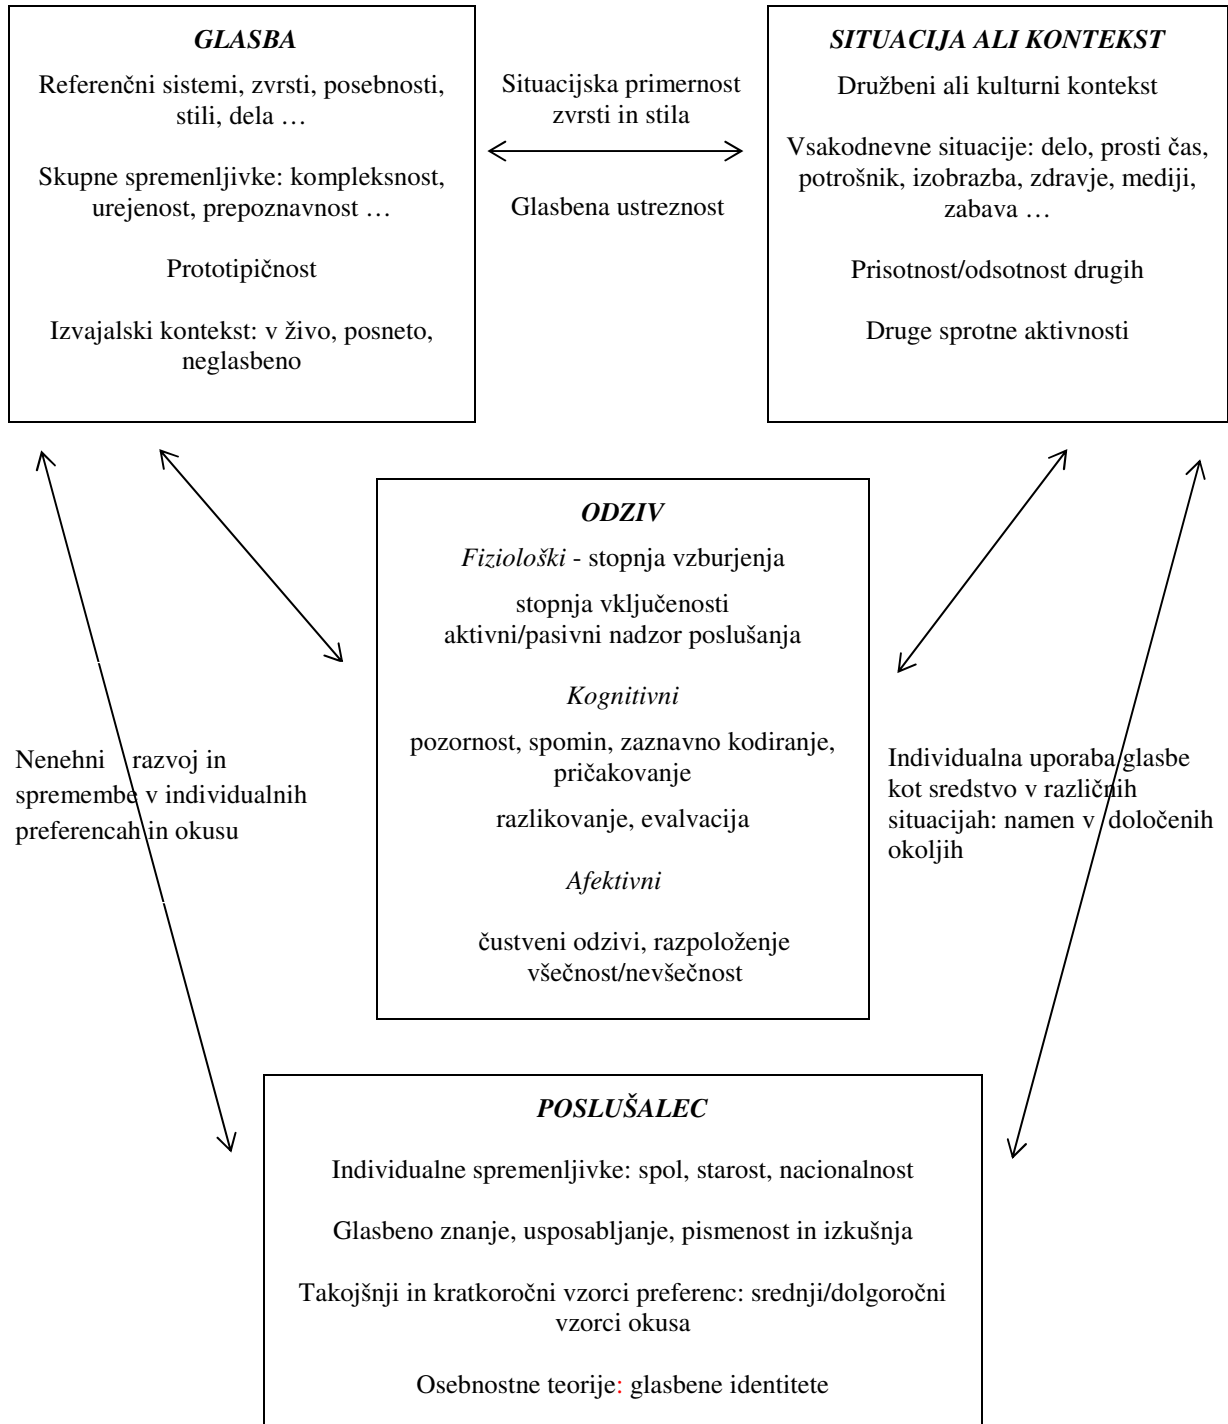 GLASBA
Referenčni sistemi, zvrsti, posebnosti,
stili, dela …
Skupne spremenljivke: kompleksnost,
urejenost, prepoznavnost …
Prototipičnost
Izvajalski kontekst: v živo, posneto,
neglasbeno
Situacijska primernost
zvrsti in stila
Glasbena ustreznost
SITUACIJA ALI KONTEKST
Družbeni ali kulturni kontekst
Vsakodnevne situacije: delo, prosti čas,
potrošnik, izobrazba, zdravje, mediji,
zabava …
Prisotnost/odsotnost drugih
Druge sprotne aktivnosti
ODZIV
Fiziološki - stopnja vzburjenja
stopnja vključenosti
aktivni/pasivni nadzor poslušanja
Kognitivni
pozornost, spomin, zaznavno kodiranje,
pričakovanje
razlikovanje, evalvacija
Afektivni
čustveni odzivi, razpoloženje
všečnost/nevšečnost
Nenehni razvoj in
spremembe v individualnih
preferencah in okusu
Individualna uporaba glasbe
kot sredstvo v različnih
situacijah: namen v določenih
okoljih
POSLUŠALEC
Individualne spremenljivke: spol, starost, nacionalnost
Glasbeno znanje, usposabljanje, pismenost in izkušnja
Takojšnji in kratkoročni vzorci preferenc: srednji/dolgoročni
vzorci okusa
Osebnostne teorije: glasbene identitete